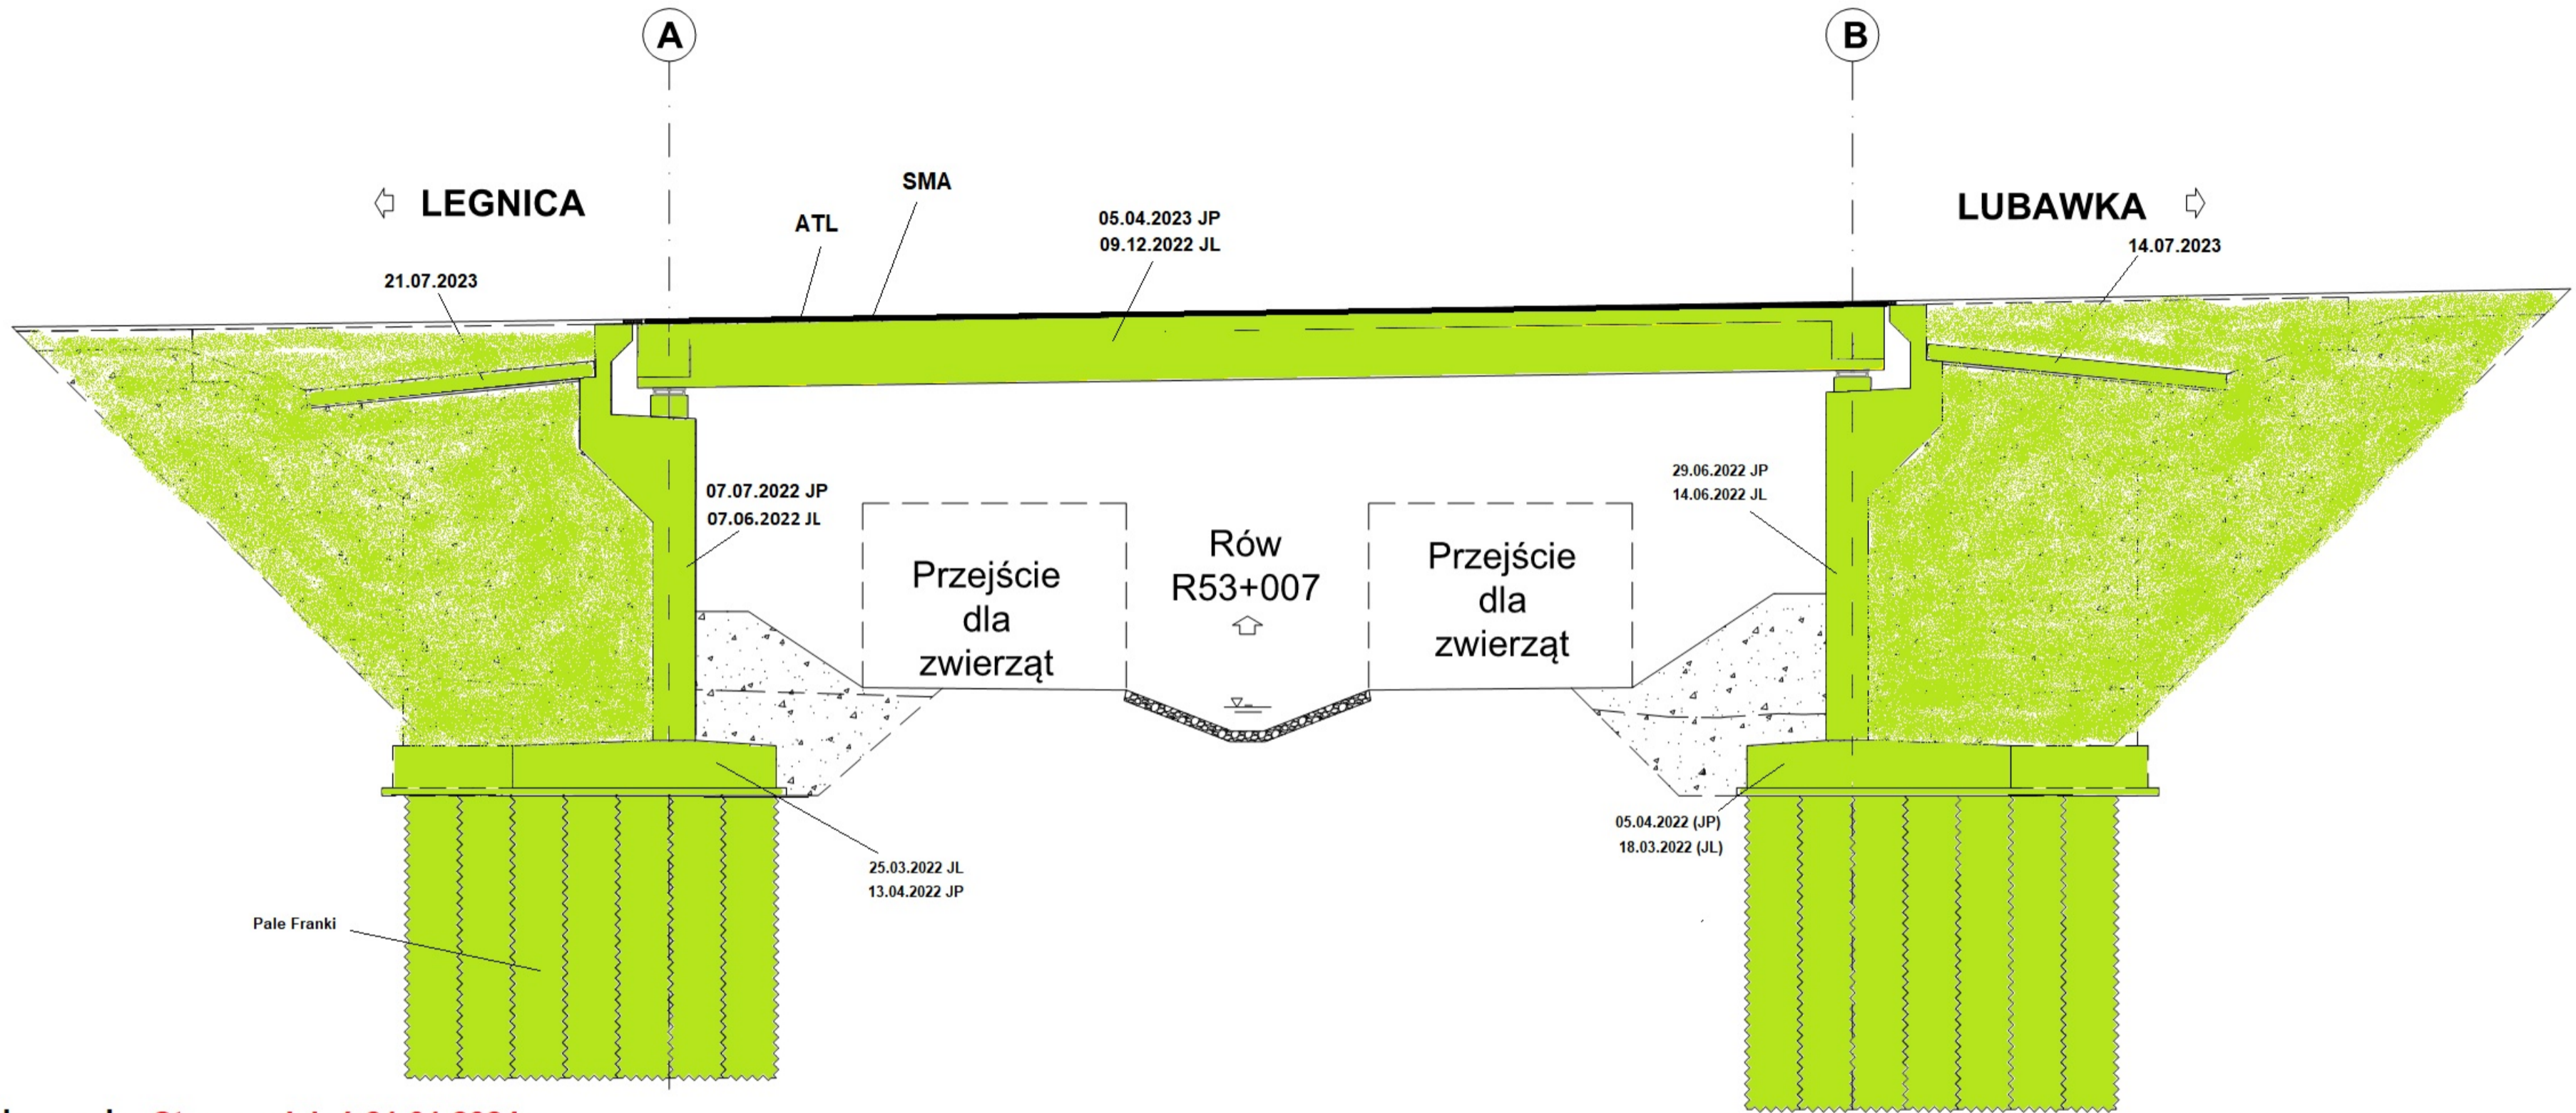 A
B
LEGNICA
LUBAWKA
SMA
ATL
05.04.2023 JP
09.12.2022 JL
14.07.2023
21.07.2023
07.07.2022 JP
07.06.2022 JL
29.06.2022 JP
14.06.2022 JL
Przejście
dla
zwierząt
Rów
R53+007
Przejście
dla
zwierząt
25.03.2022 JL
13.04.2022 JP
05.04.2022 (JP)
18.03.2022 (JL)
Pale Franki